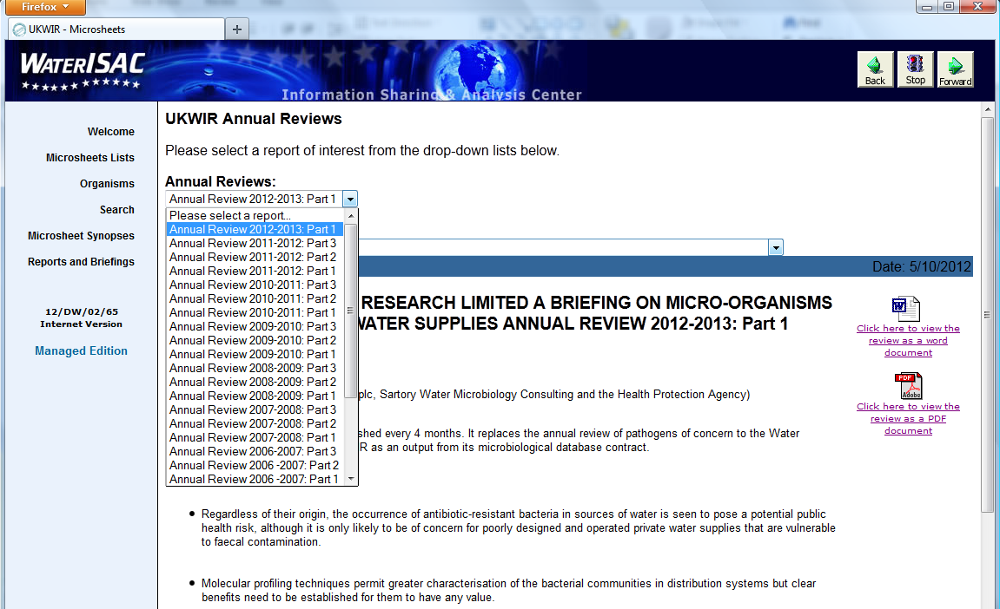 Firefox
UKWIR - Microsheets
WATERISAC
Information Sharing & Analysis Center
Back
Stop
Forward
Welcome
Microsheets Lists
Organisms
Search
Microsheet Synopses
Reports and Briefings
12/DW/02/65
Internet Version
Managed Edition
UKWIR Annual Reviews
Please select a report of interest from the drop-down lists below.
Annual Reviews:
Annual Review 2012-2013: Part 1
Please select a report...
Annual Review 2012-2013: Part 1
Annual Review 2011-2012: Part 3
Annual Review 2011-2012: Part 2
Annual Review 2011-2012: Part 1
Annual Review 2010-2011: Part 3
Annual Review 2010-2011: Part 2
Annual Review 2010-2011: Part 1
Annual Review 2009-2010: Part 3
Annual Review 2009-2010: Part 2
Annual Review 2009-2010: Part 1
Annual Review 2008-2009: Part 3
Annual Review 2008-2009: Part 2
Annual Review 2008-2009: Part 1
Annual Review 2007-2008: Part 3
Annual Review 2007-2008: Part 2
Annual Review 2007-2008: Part 1
Annual Review 2006-2007: Part 3
Annual Review 2006 -2007: Part 2
Annual Review 2006 -2007: Part 1
Date: 5/10/2012
RESEARCH LIMITED A BRIEFING ON MICRO-ORGANISMS
WATER SUPPLIES ANNUAL REVIEW 2012-2013: Part 1
plc, Sartory Water Microbiology Consulting and the Health Protection Agency)
shed every 4 months. It replaces the annual review of pathogens of concern to the Water
R as an output from its microbiological database contract.
• Regardless of their origin, the occurrence of antibiotic-resistant bacteria in sources of water is seen to pose a potential public
health risk, although it is only likely to be of concern for poorly designed and operated private water supplies that are vulnerable
to faecal contamination.
• Molecular profiling techniques permit greater characterisation of the bacterial communities in distribution systems but clear
benefits need to be established for them to have any value.
Click here to view the
review as a word
document
PDF
Adobe
Click here to view the
review as a PDF
document